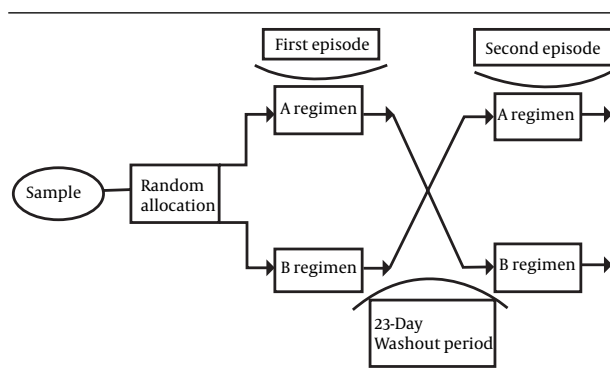 First episode
Second episode
A regimen
A regimen
Sample
Random
allocation
B regimen
B regimen
23-Day
Washout period